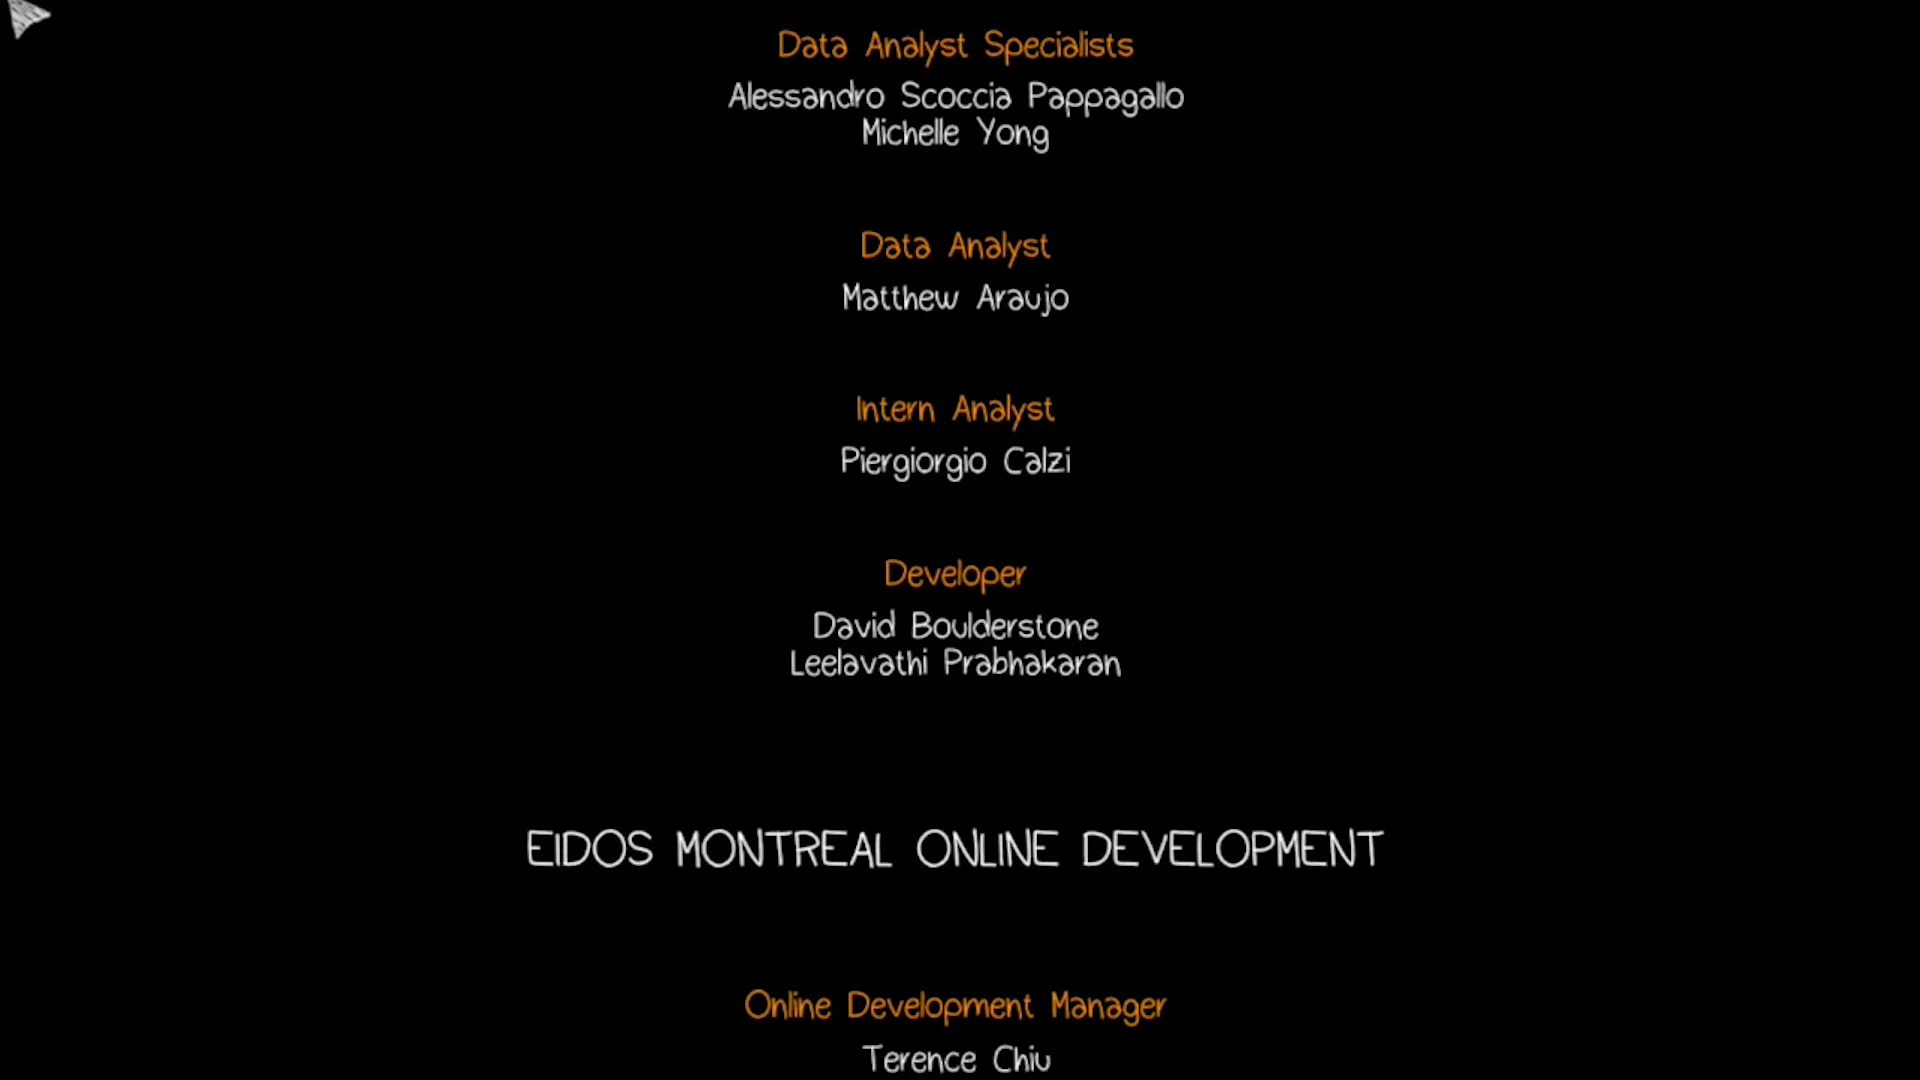 Data Analyst Specialists
Alessandro Scoccia Pappagallo
Michelle Yong
Data Analyst
Matthew Araujo
Intern Analyst
Piergiorgio Calzi
Developer
David Boulderstone
Leelavathi Prabhakaran
EIDOS MONTREAL ONLINE DEVELOPMENT
Online Development Manager
Terence Chiu